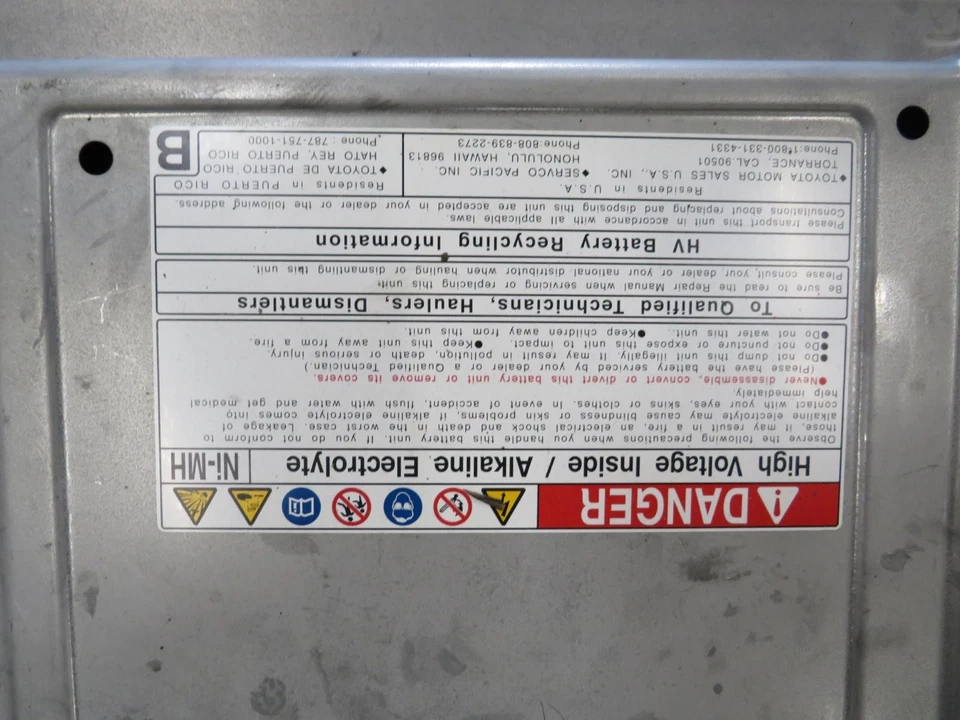 DANGER
High Voltage Inside / Alkaline Electrolyte Ni-MH
Observe the following precautions when you handle this battery unit. If you do not conform to
those, it may result in a fire, an electrical shock and death in the worst case. Leakage of
alkaline electrolyte may cause blindness or skin problems, if alkaline electrolyte comes into
contact with your eyes, skins or clothes. In event of accident, flush with water and get medical
help immediately.
●Never disassemble, convert or divert this battery unit or remove its covers.
(Please have the battery serviced by your dealer or a Qualified Technician.)
●Do not dump this unit illegally. It may result in pollution, death or serious injury.
●Do not puncture or expose this unit to impact. ●Keep this unit away from a fire.
●Do not water this unit. ●Keep children away from this unit.
To Qualified Technicians, Haulers, Dismantlers
Be sure to read the Repair Manual when servicing or replacing this unit.
Please consult your dealer or your national distributor when hauling or dismantling this unit.
HV Battery Recycling Information
Please transport this unit in accordance with all applicable laws.
Consultations about replacing and disposing this unit are accepted in your dealer or the following address.
Residents in U.S.A.
◆TOYOTA MOTOR SALES U.S.A., INC.
TORRANCE, CAL.90501
Phone:1-800-331-4331
◆SERVCO PACIFIC INC.
HONOLULU, HAWAII 96813
Phone:808-839-2273
Residents in PUERTO RICO
◆TOYOTA DE PUERTO RICO
HATO REY, PUERTO RICO
Phone : 787-751-1000
B